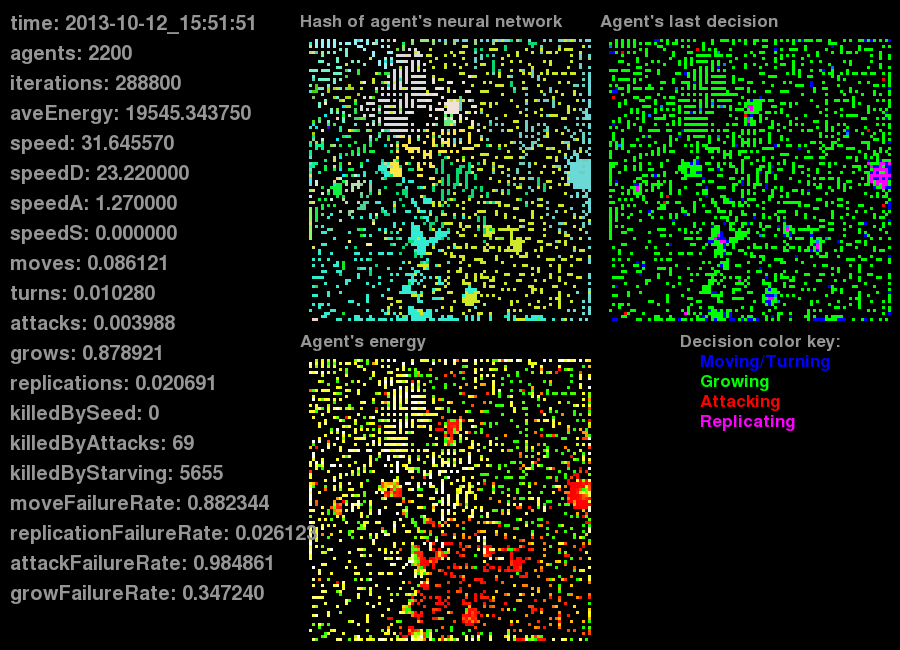 time: 2013-10-12_15:51:51
agents: 2200
iterations: 288800
aveEnergy: 19545.343750
speed: 31.645570
speedD: 23.220000
speedA: 1.270000
speedS: 0.000000
moves: 0.086121
turns: 0.010280
attacks: 0.003988
grows: 0.878921
replications: 0.020691
killedBySeed: 0
killedByAttacks: 69
killedByStarving: 5655
moveFailureRate: 0.882344
replicationFailureRate: 0.026123
attackFailureRate: 0.984861
growFailureRate: 0.347240
Hash of agent's neural network
Agent's last decision
Agent's energy
Decision color key:
Moving/Turning
Growing
Attacking
Replicating